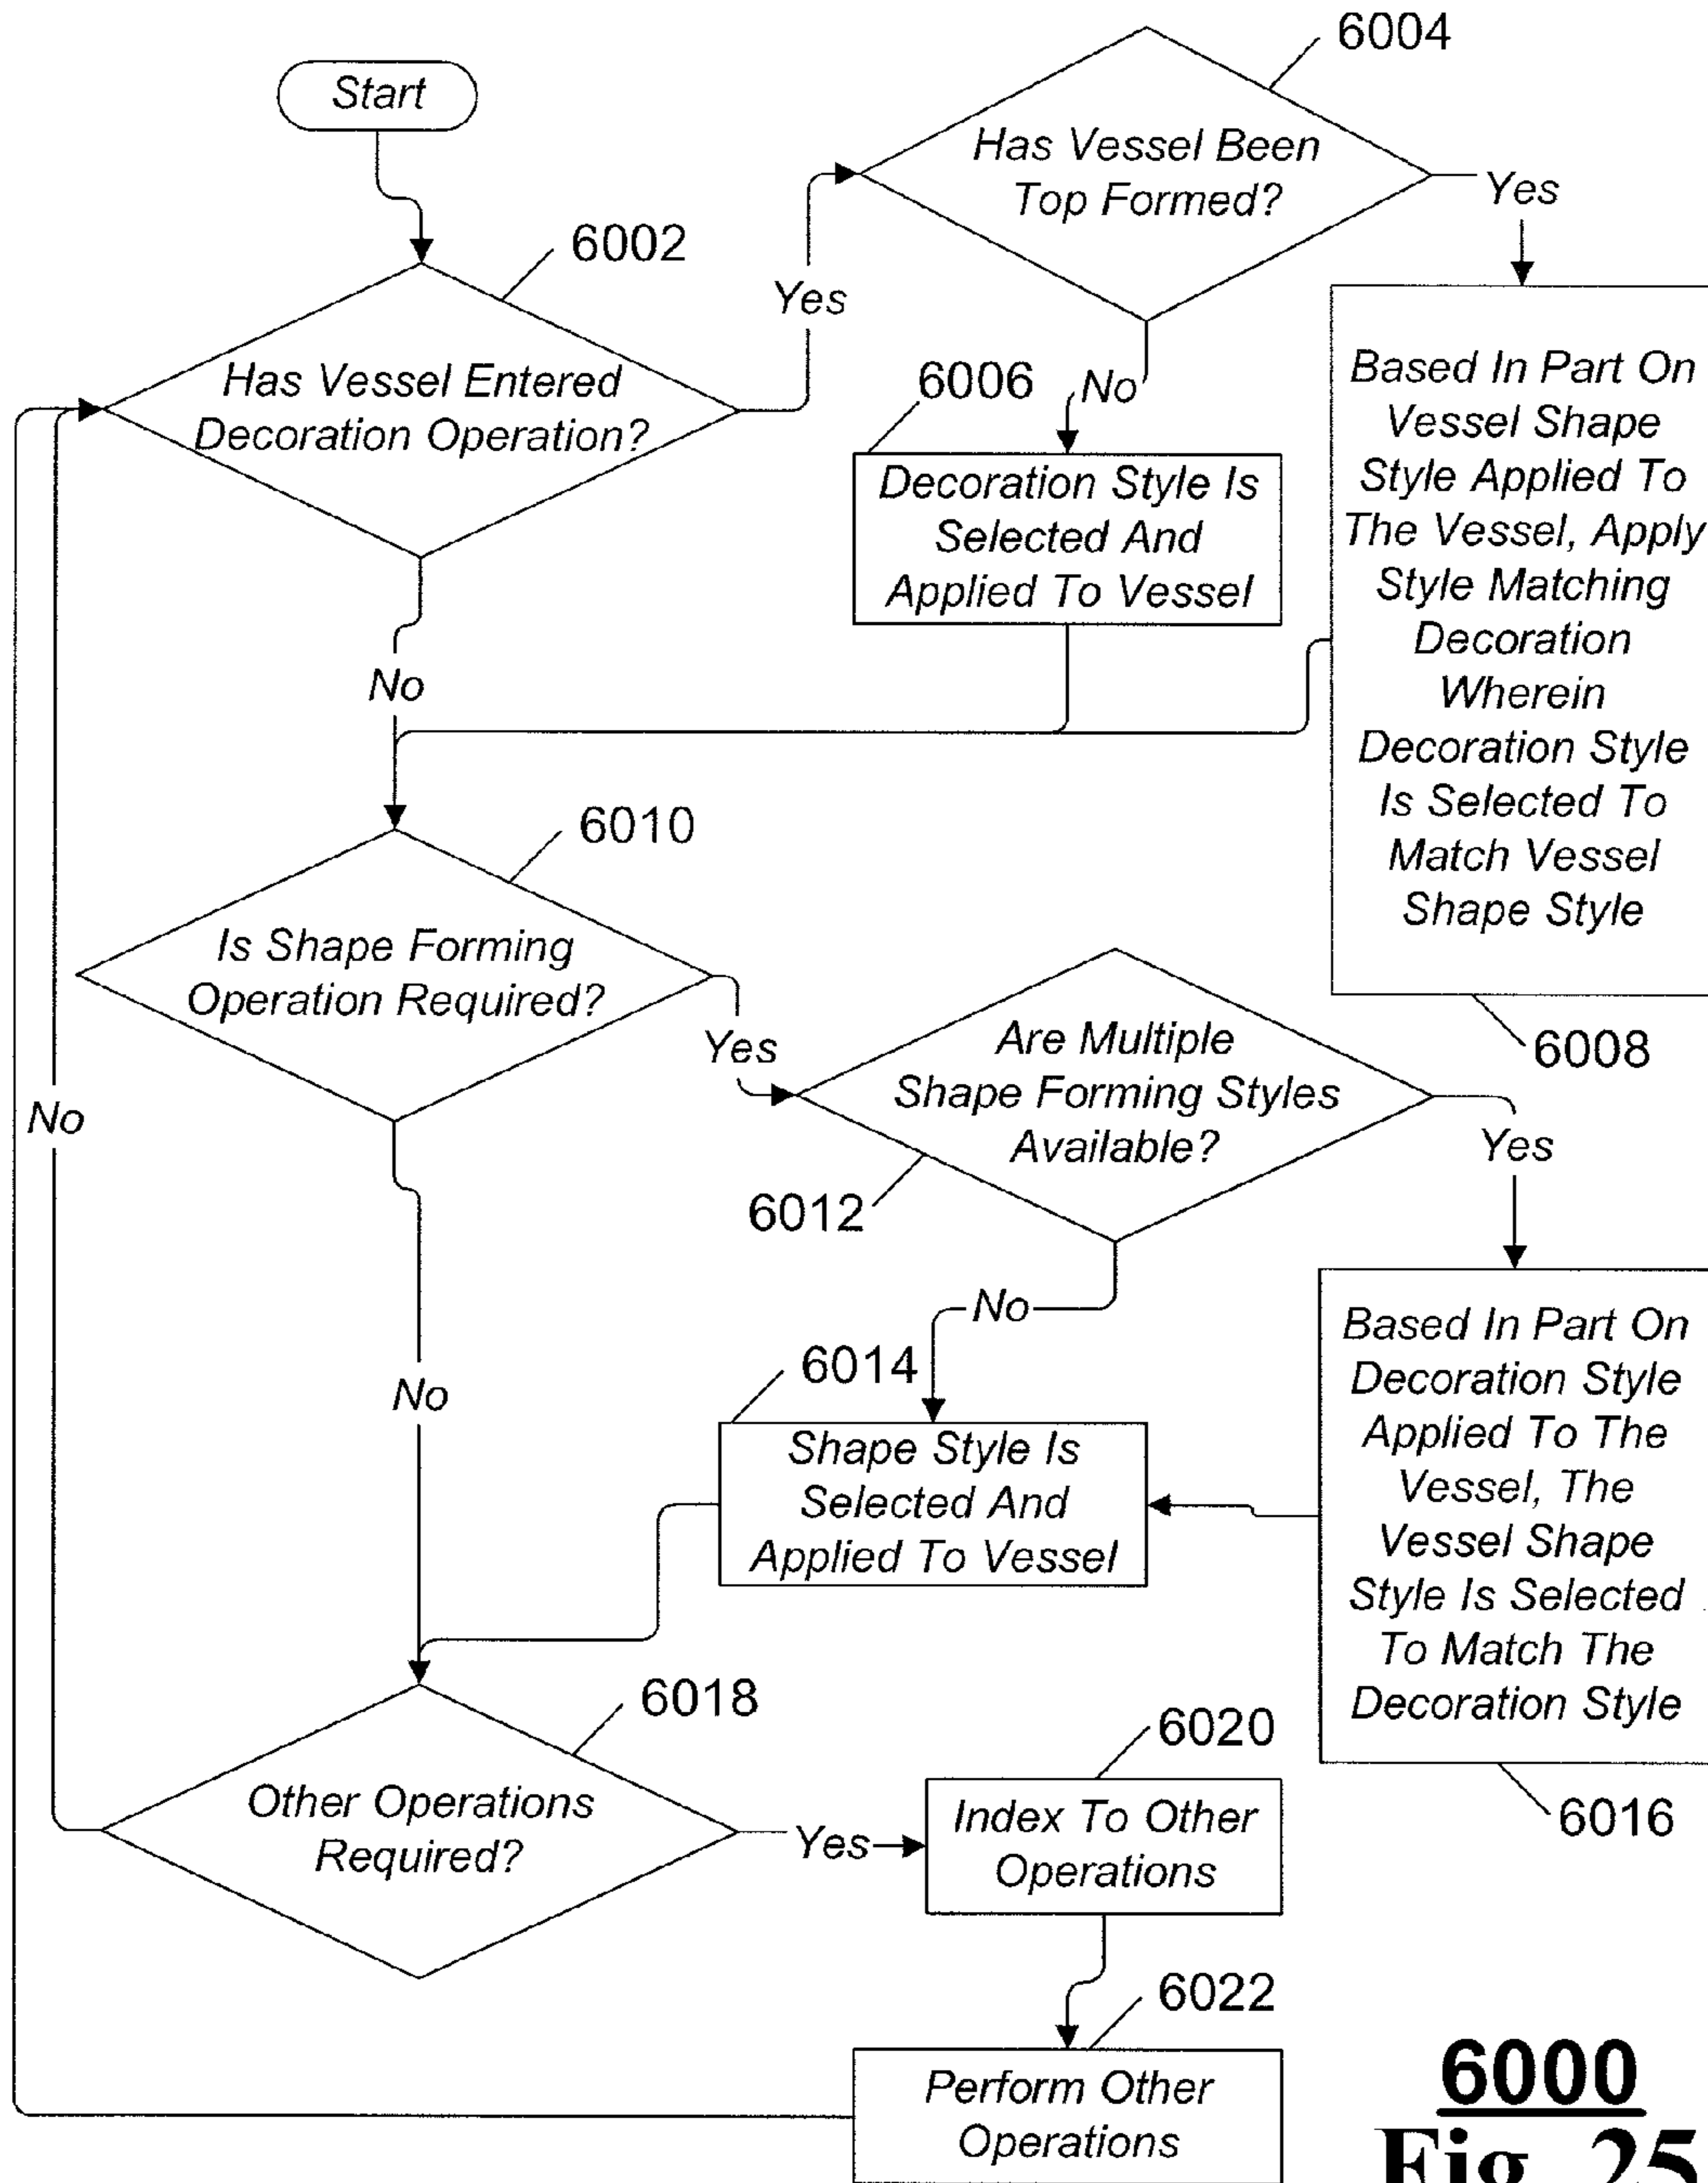 Start
6002
Has Vessel Entered
Decoration Operation?
Yes
No
6004
Has Vessel Been
Top Formed?
Yes
No
6006
Decoration Style Is
Selected And
Applied To Vessel
Based In Part On
Vessel Shape
Style Applied To
The Vessel, Apply
Style Matching
Decoration
Wherein
Decoration Style
Is Selected To
Match Vessel
Shape Style
6008
6010
Is Shape Forming
Operation Required?
Yes
No
Are Multiple
Shape Forming Styles
Available?
6012
Yes
No
6014
Shape Style Is
Selected And
Applied To Vessel
Based In Part On
Decoration Style
Applied To The
Vessel, The
Vessel Shape
Style Is Selected
To Match The
Decoration Style
6016
6018
Other Operations
Required?
No
Yes
6020
Index To Other
Operations
6022
Perform Other
Operations
6000
Fig. 25